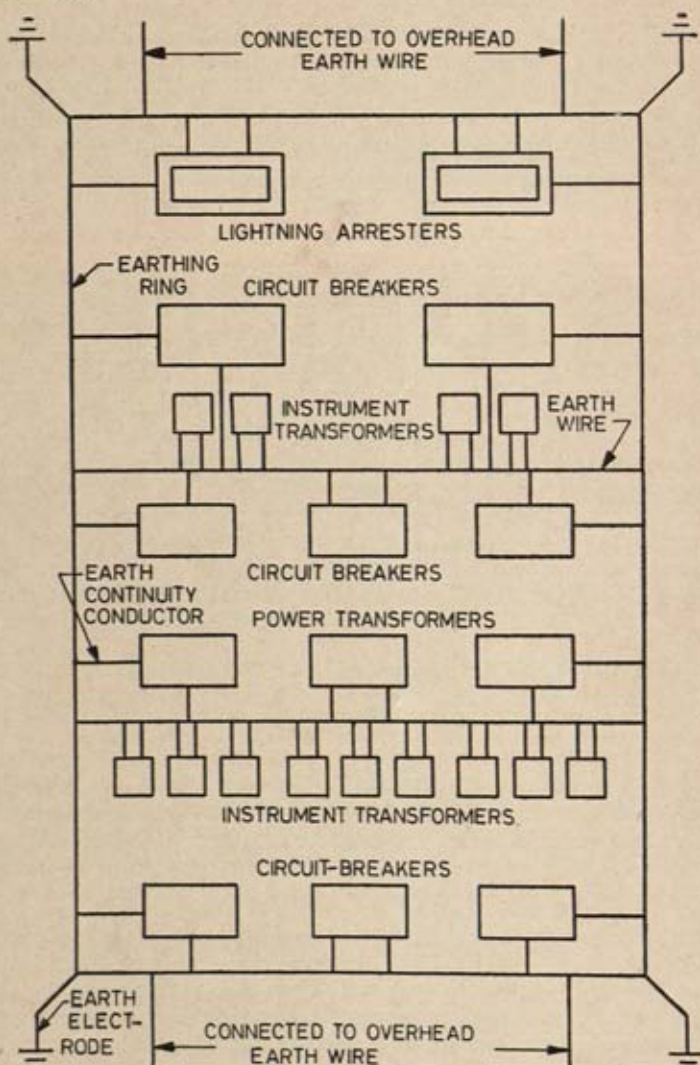 CONNECTED TO OVERHEAD
EARTH WIRE
LIGHTNING ARRESTERS
EARTHING
RING
CIRCUIT BREAKERS
INSTRUMENT
TRANSFORMERS
EARTH
WIRE
CIRCUIT BREAKERS
EARTH
CONTINUITY
CONDUCTOR
POWER TRANSFORMERS
INSTRUMENT TRANSFORMERS.
CIRCUIT-BREAKERS
EARTH
ELECT-
RODE
CONNECTED TO OVERHEAD
EARTH WIRE